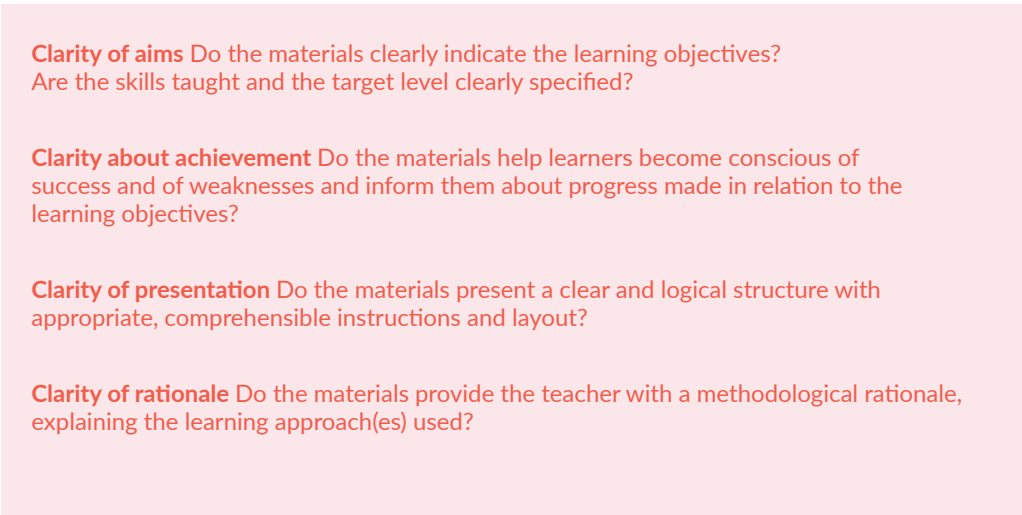 Clarity of aims Do the materials clearly indicate the learning objectives?
Are the skills taught and the target level clearly specified?
Clarity about achievement Do the materials help learners become conscious of
success and of weaknesses and inform them about progress made in relation to the
learning objectives?
Clarity of presentation Do the materials present a clear and logical structure with
appropriate, comprehensible instructions and layout?
Clarity of rationale Do the materials provide the teacher with a methodological rationale,
explaining the learning approach(es) used?